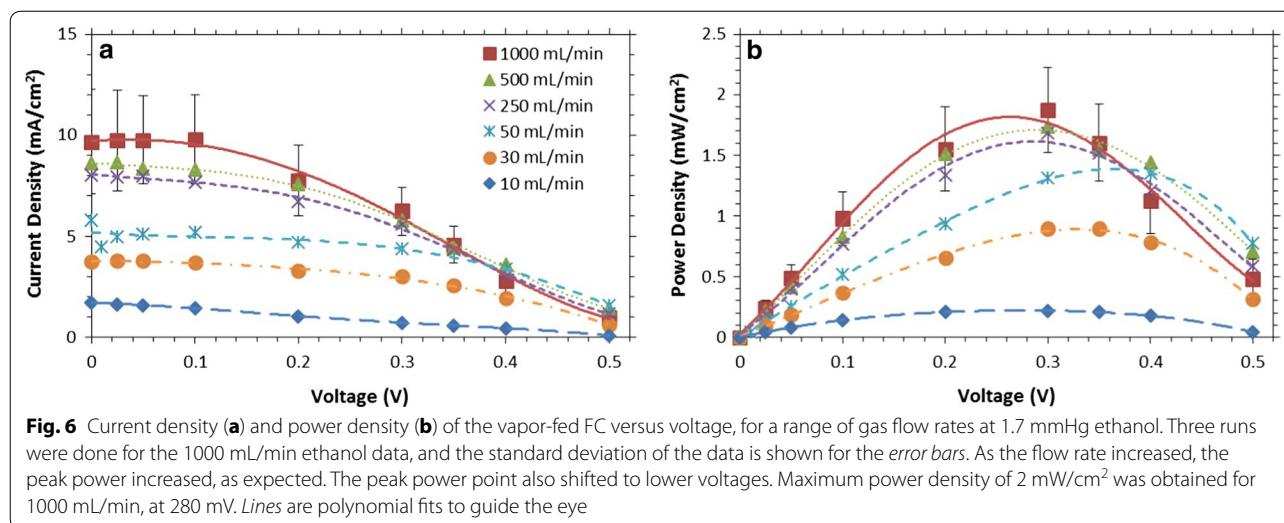 a
15
10
5
0
Current Density (mA/cm²)
0 0.1 0.2 0.3 0.4 0.5
Voltage (V)
1000 mL/min
500 mL/min
250 mL/min
50 mL/min
30 mL/min
10 mL/min
b
2.5
2
1.5
1
0.5
0
Power Density (mW/cm²)
0 0.1 0.2 0.3 0.4 0.5
Voltage (V)
Fig. 6 Current density (a) and power density (b) of the vapor-fed FC versus voltage, for a range of gas flow rates at 1.7 mmHg ethanol. Three runs
were done for the 1000 mL/min ethanol data, and the standard deviation of the data is shown for the error bars. As the flow rate increased, the
peak power increased, as expected. The peak power point also shifted to lower voltages. Maximum power density of 2 mW/cm² was obtained for
1000 mL/min, at 280 mV. Lines are polynomial fits to guide the eye